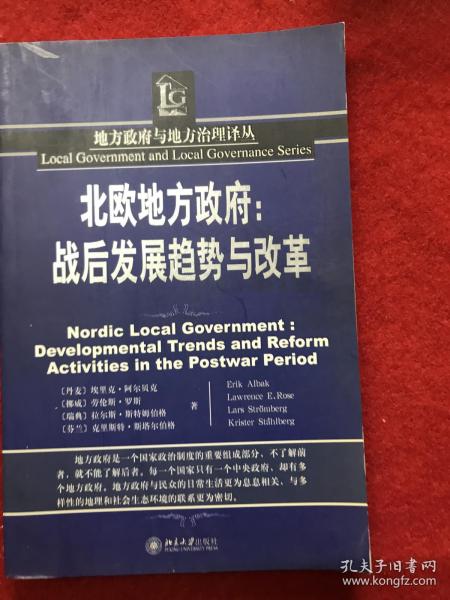 LG
地方政府与地方治理译丛
Local Government and Local Governance Series
北欧地方政府：
战后发展趋势与改革
Nordic Local Government :
Developmental Trends and Reform
Activities in the Postwar Period
〔丹麦〕埃里克·阿尔贝克
〔挪威〕劳伦斯·罗斯
〔瑞典〕拉尔斯·斯特姆伯格
〔芬兰〕克里斯特·斯塔尔伯格
著
Erik Albæk
Lawrence E. Rose
Lars Strömberg
Krister Ståhlberg
地方政府是一个国家政治制度的重要组成部分，不了解前
者，就不能了解后者。每一个国家只有一个中央政府，却有多
个地方政府。地方政府与民众的日常生活更为息息相关、与多
样性的地理和社会生态环境的联系更为密切。
北京大学出版社
PEKING UNIVERSITY PRESS
孔夫子旧书网
www.kongfz.com